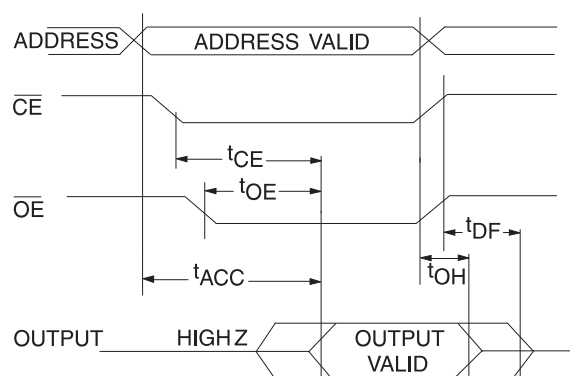 ADDRESS ADDRESS VALID
CE
tCE
tOE
OE
tDF
tACC
tOH
OUTPUT HIGH Z OUTPUT
VALID